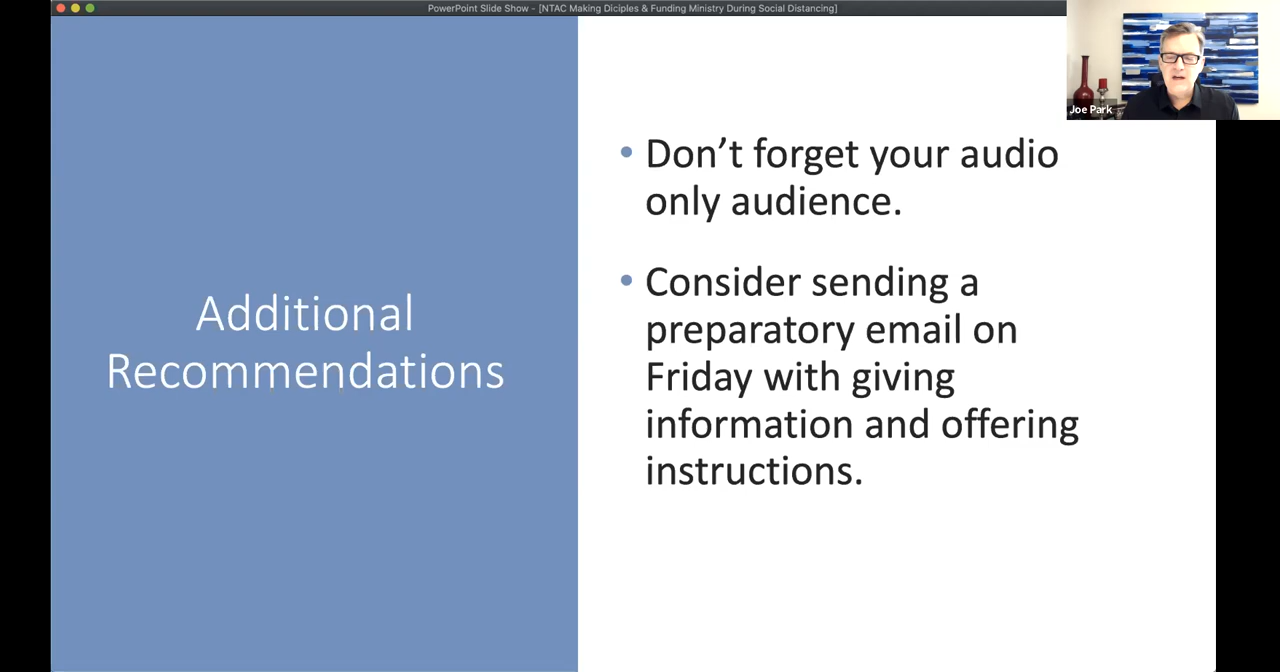 PowerPoint Slide Show - [NTAC Making Diciples & Funding Ministry During Social Distancing]
Joe Park
Additional
Recommendations
• Don’t forget your audio
only audience.
• Consider sending a
preparatory email on
Friday with giving
information and offering
instructions.